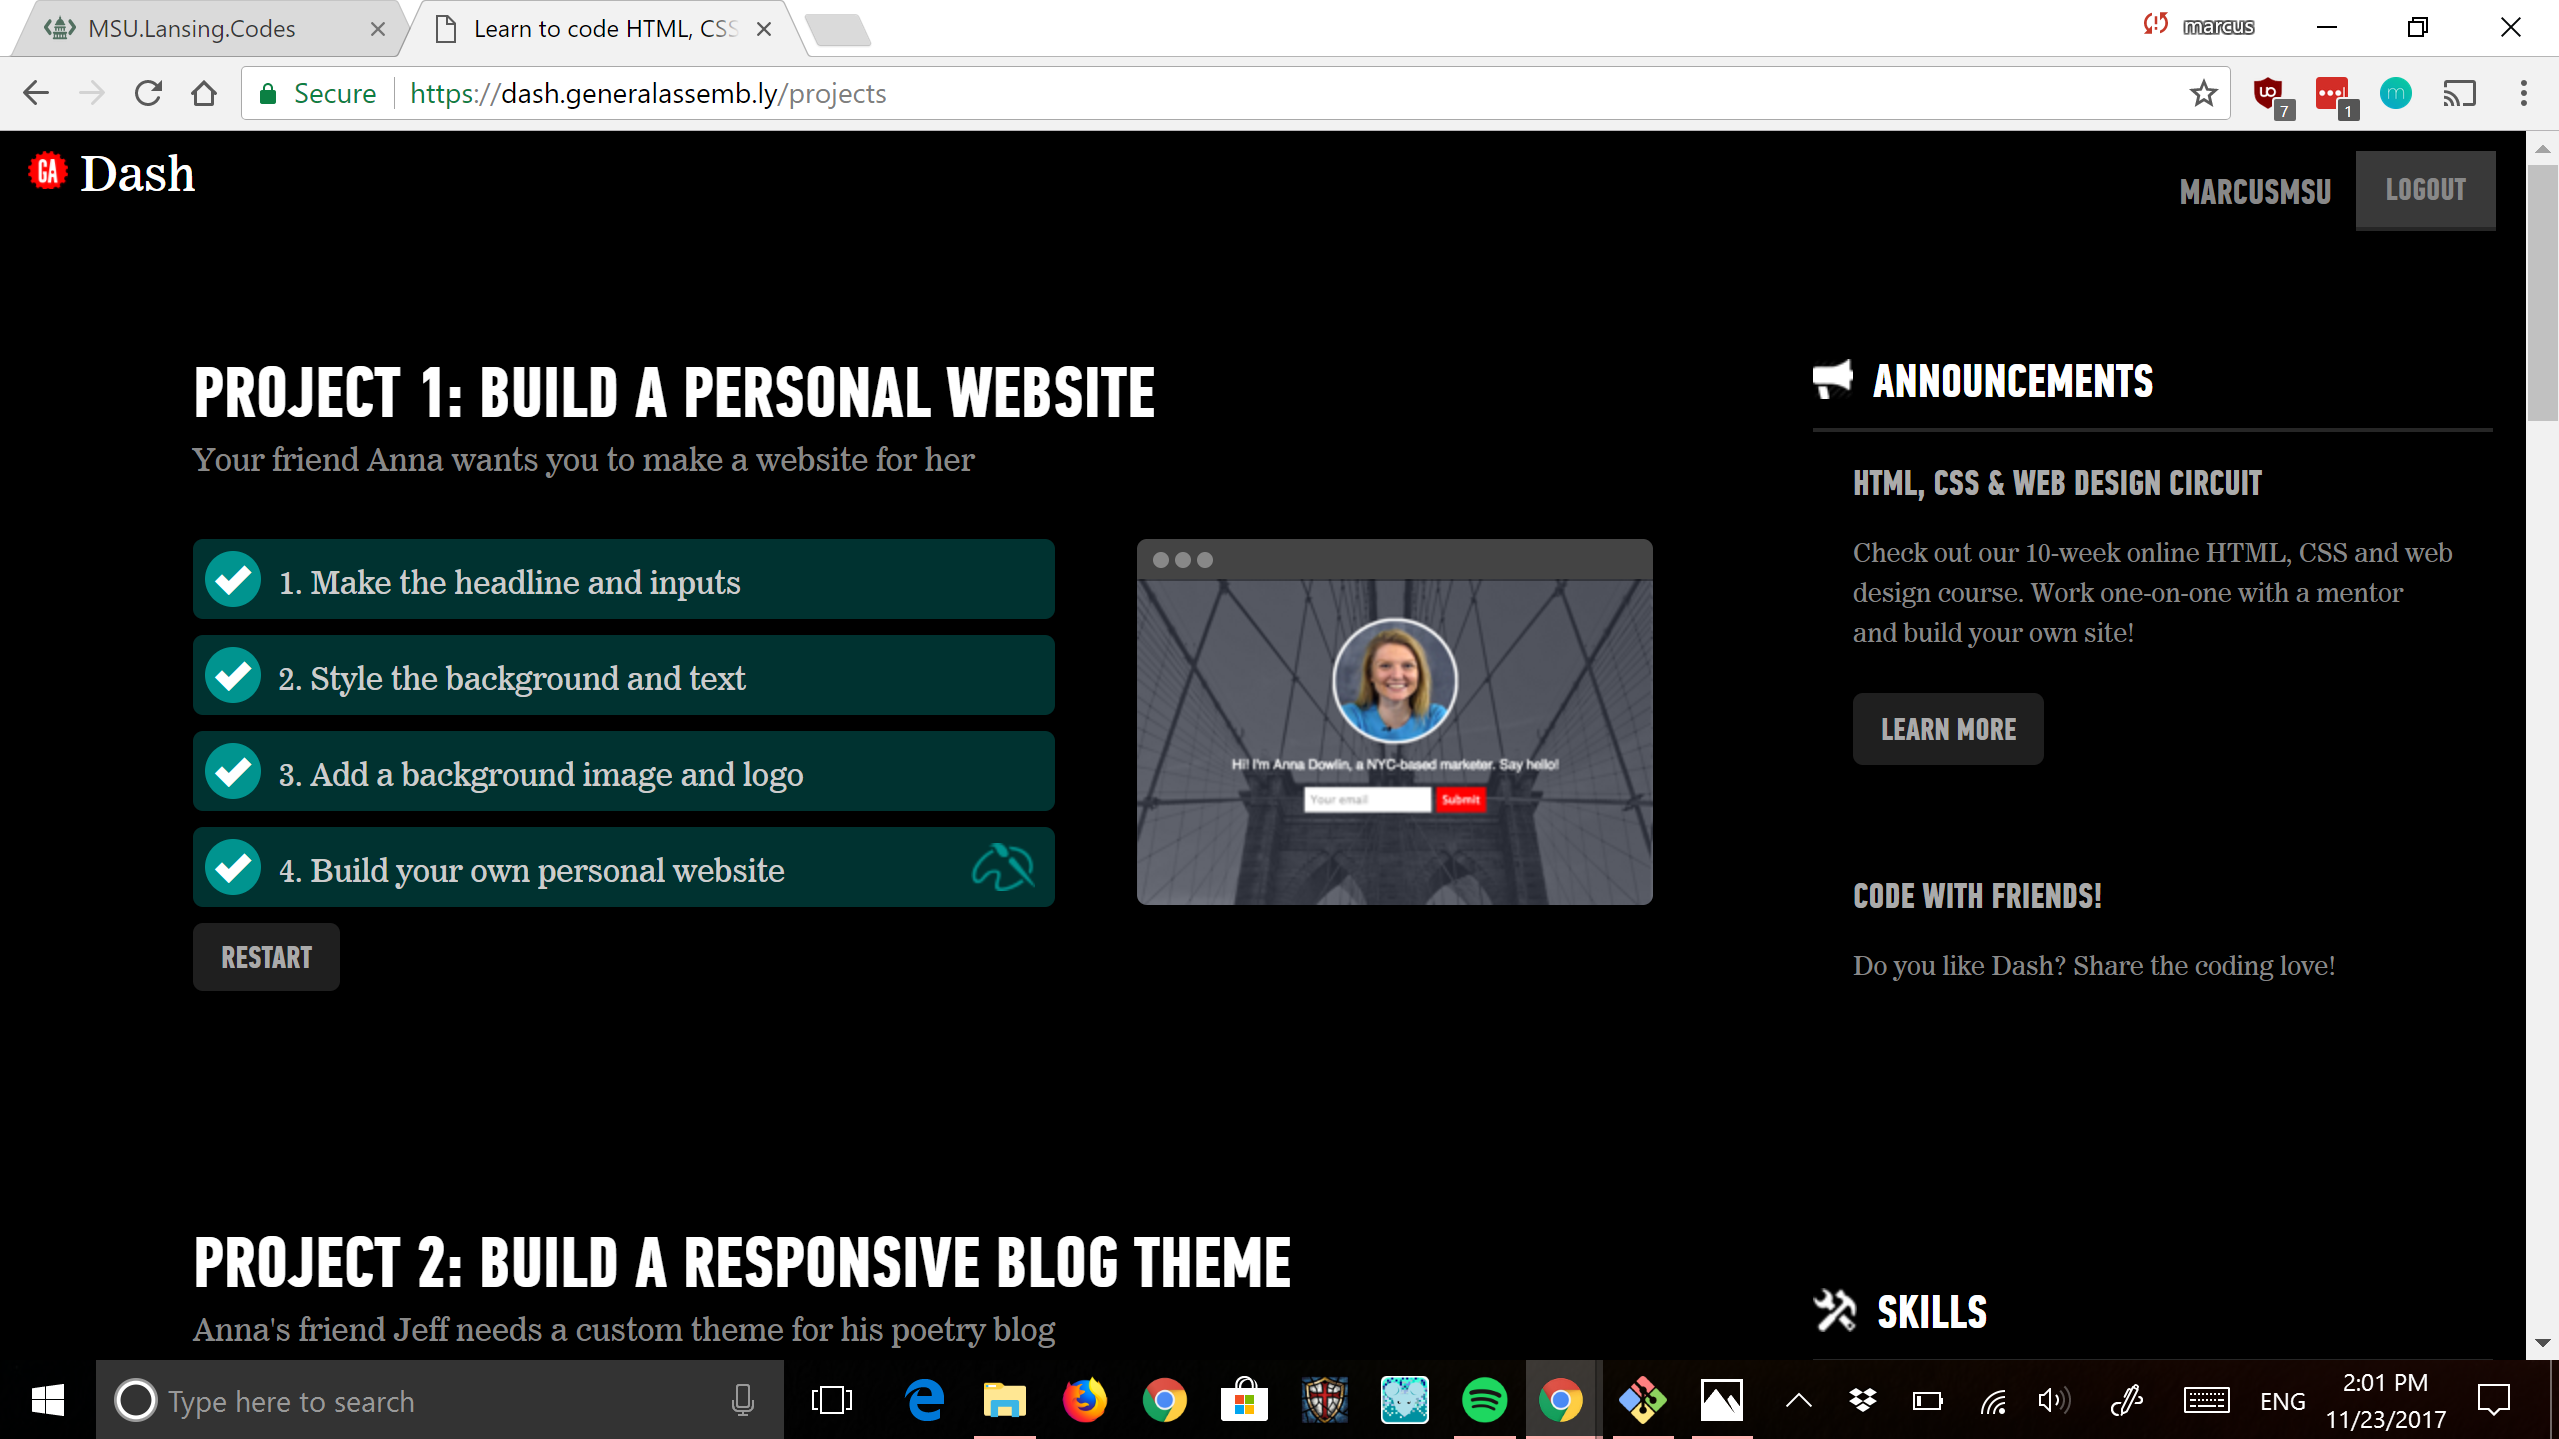 MSU.Lansing.Codes
Learn to code HTML, CSS
marcus
Secure
https://dash.generalassemb.ly/projects
7
1
m
GA
Dash
MARCUSMSU
LOGOUT
PROJECT 1: BUILD A PERSONAL WEBSITE
Your friend Anna wants you to make a website for her
1. Make the headline and inputs
2. Style the background and text
3. Add a background image and logo
4. Build your own personal website
RESTART
Hi! I'm Anna Dowlin, a NYC-based marketer. Say hello!
Your email
Submit
ANNOUNCEMENTS
HTML, CSS & WEB DESIGN CIRCUIT
Check out our 10-week online HTML, CSS and web
design course. Work one-on-one with a mentor
and build your own site!
LEARN MORE
CODE WITH FRIENDS!
Do you like Dash? Share the coding love!
PROJECT 2: BUILD A RESPONSIVE BLOG THEME
Anna's friend Jeff needs a custom theme for his poetry blog
SKILLS
Type here to search
ENG
2:01 PM
11/23/2017